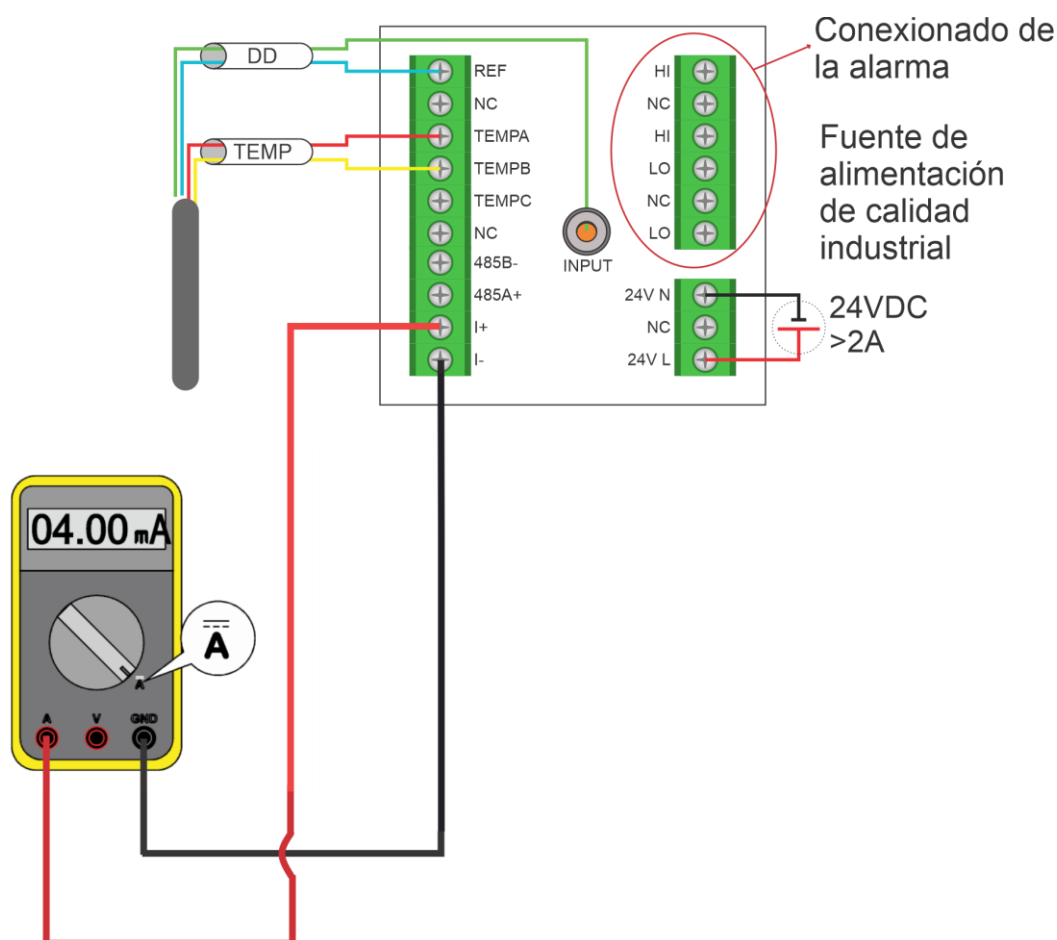 DD
TEMP
REF
NC
TEMPA
TEMPB
TEMPC
NC
485B-
485A+
I+
I-
INPUT
HI
NC
HI
LO
NC
LO
24V N
NC
24V L
Conexionado de
la alarma
Fuente de
alimentación
de calidad
industrial
24VDC
>2A
04.00 mA
A
A
A
V
GND